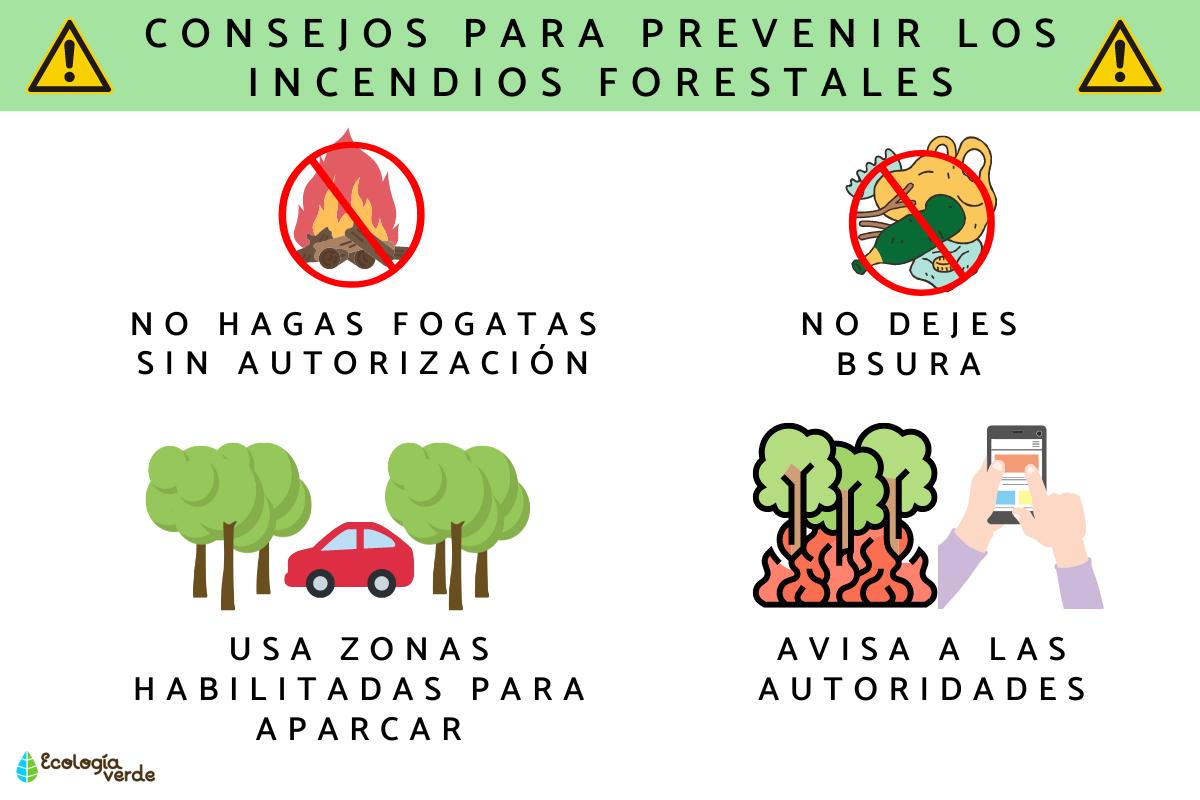 CONSEJOS PARA PREVENIR LOS
INCENDIOS FORESTALES
NO HAGAS FOGATAS
SIN AUTORIZACIÓN
NO DEJES
BSURA
USA ZONAS
HABILITADAS PARA
APARCAR
AVISA A LAS
AUTORIDADES
Ecología
verde